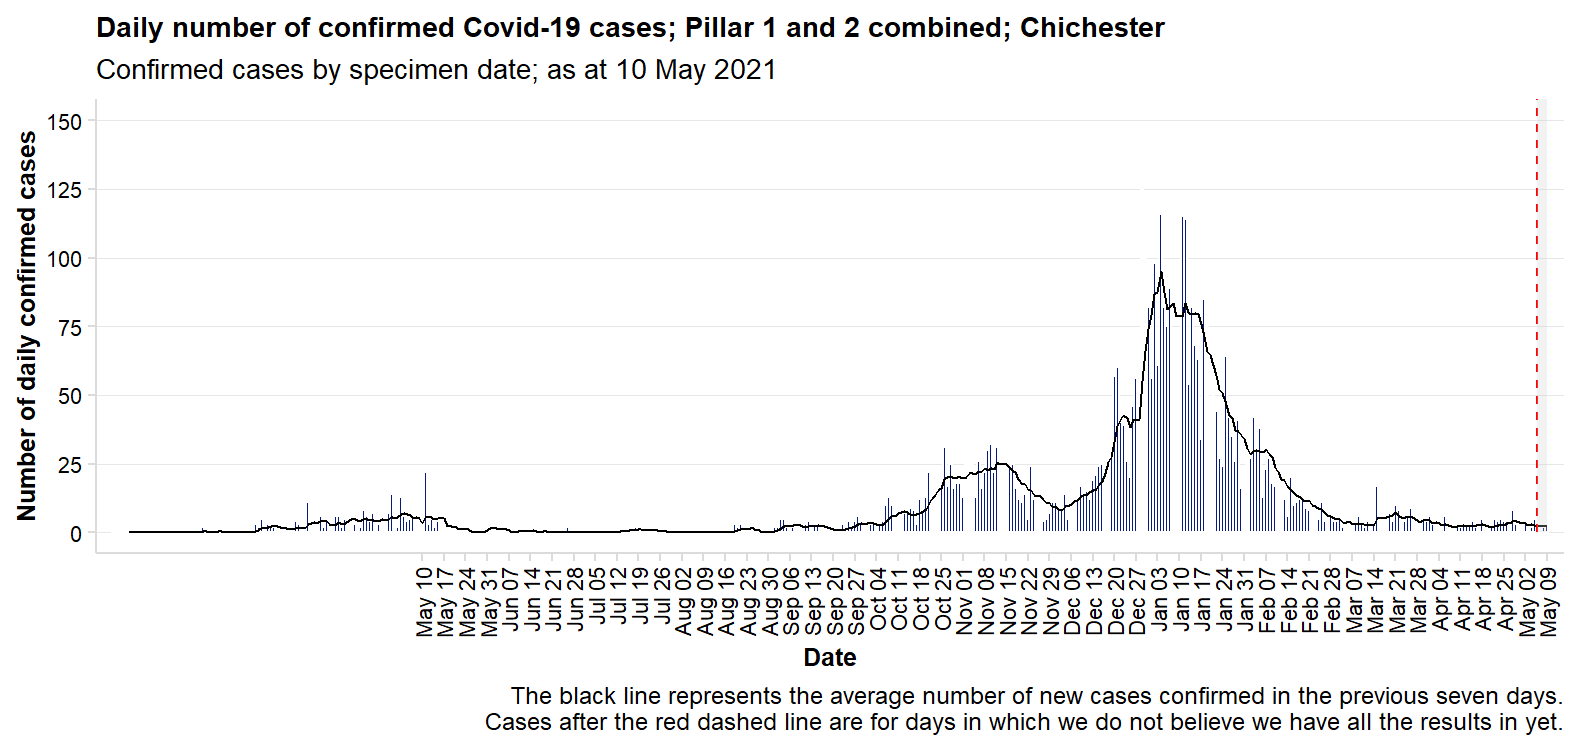 Daily number of confirmed Covid-19 cases; Pillar 1 and 2 combined; Chichester
Confirmed cases by specimen date; as at 10 May 2021
Number of daily confirmed cases
150
125
100
75
50
25
0
May 10
May 17
May 24
May 31
Jun 07
Jun 14
Jun 21
Jun 28
Jul 05
Jul 12
Jul 19
Jul 26
Aug 02
Aug 09
Aug 16
Aug 23
Aug 30
Sep 06
Sep 13
Sep 20
Sep 27
Oct 04
Oct 11
Oct 18
Oct 25
Nov 01
Nov 08
Nov 15
Nov 22
Nov 29
Dec 06
Dec 13
Dec 20
Dec 27
Jan 03
Jan 10
Jan 17
Jan 24
Jan 31
Feb 07
Feb 14
Feb 21
Feb 28
Mar 07
Mar 14
Mar 21
Mar 28
Apr 04
Apr 11
Apr 18
Apr 25
May 02
May 09
Date
The black line represents the average number of new cases confirmed in the previous seven days.
Cases after the red dashed line are for days in which we do not believe we have all the results in yet.